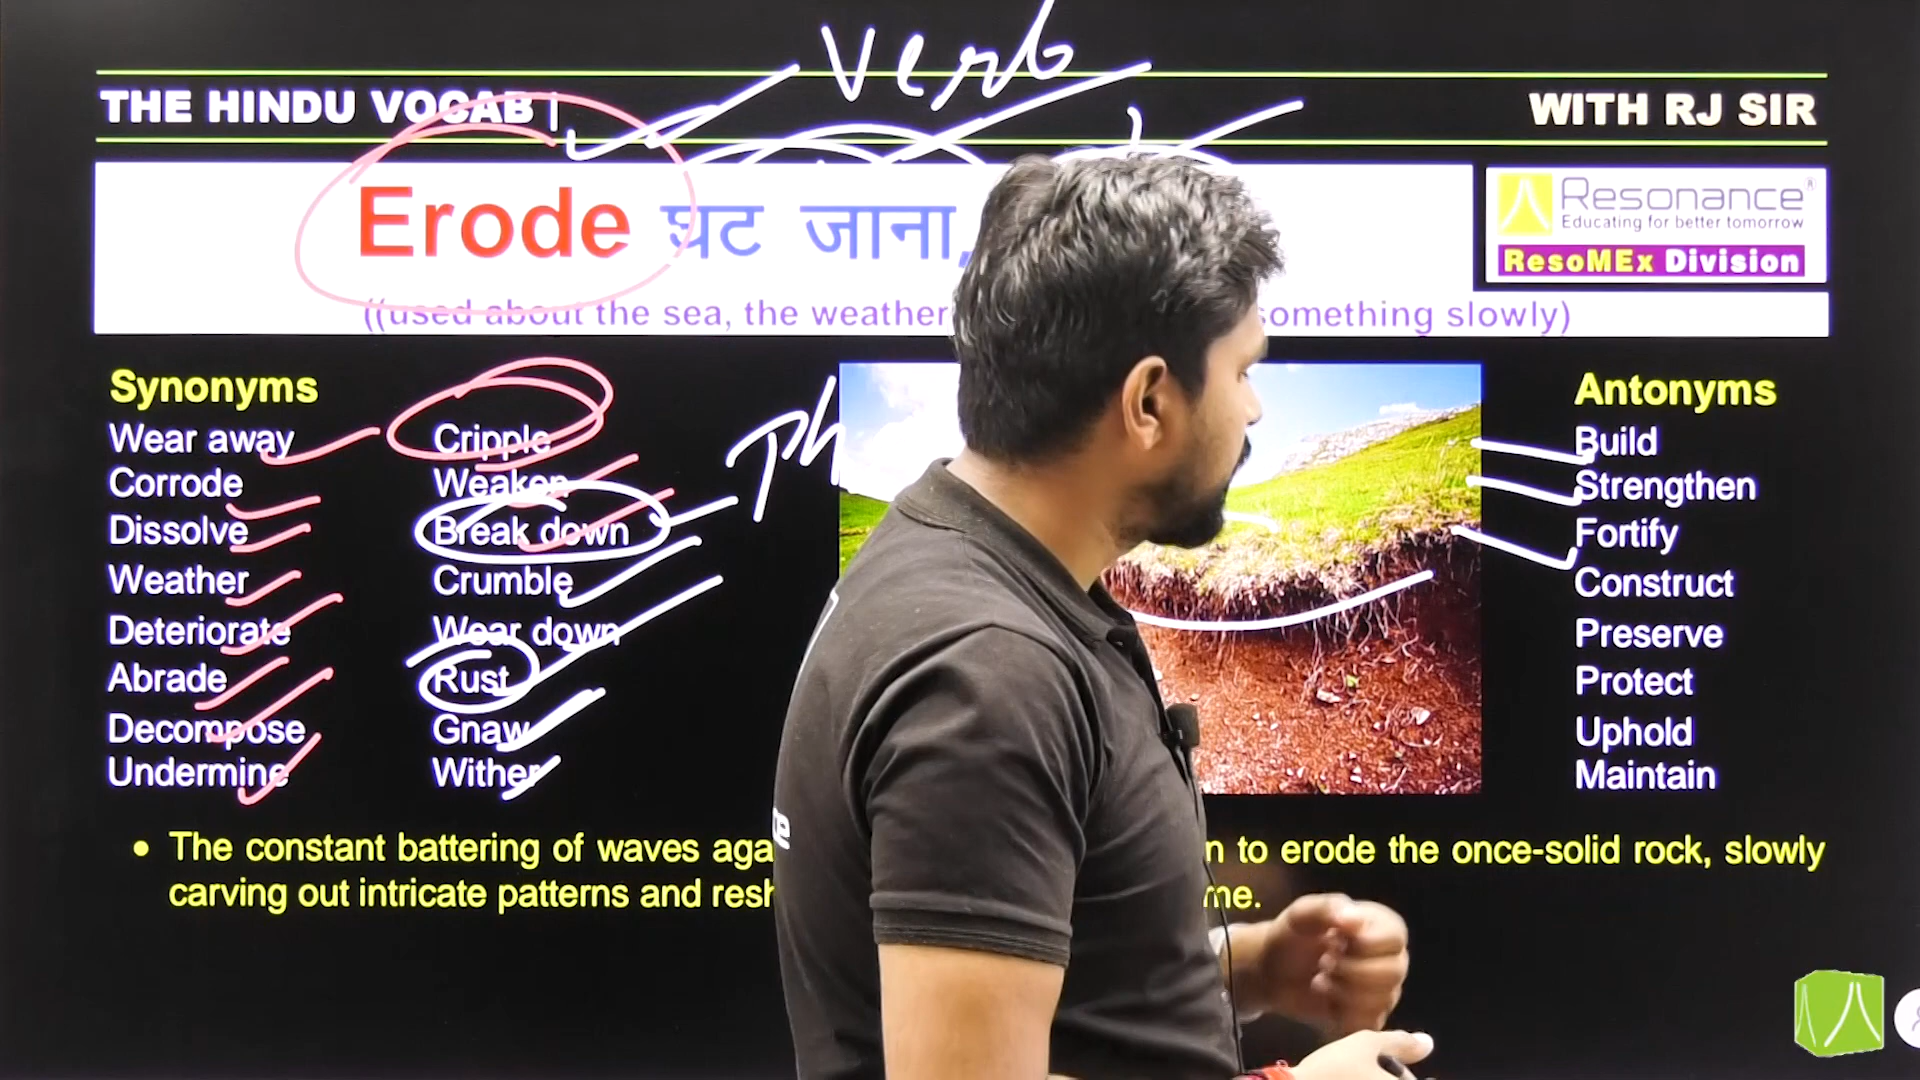 verb
THE HINDU VOCAB |
WITH RJ SIR
Erode घट जाना,
Resonance®
Educating for better tomorrow
ResoMEx Division
((used about the sea, the weather something slowly)
Synonyms
Wear away
Corrode
Dissolve
Weather
Deteriorate
Abrade
Decompose
Undermine
Cripple
Weaken
Break down
Crumble
Wear down
Rust
Gnaw
Wither
Ph
Antonyms
Build
Strengthen
Fortify
Construct
Preserve
Protect
Uphold
Maintain
• The constant battering of waves to erode the once-solid rock, slowly
carving out intricate patterns and